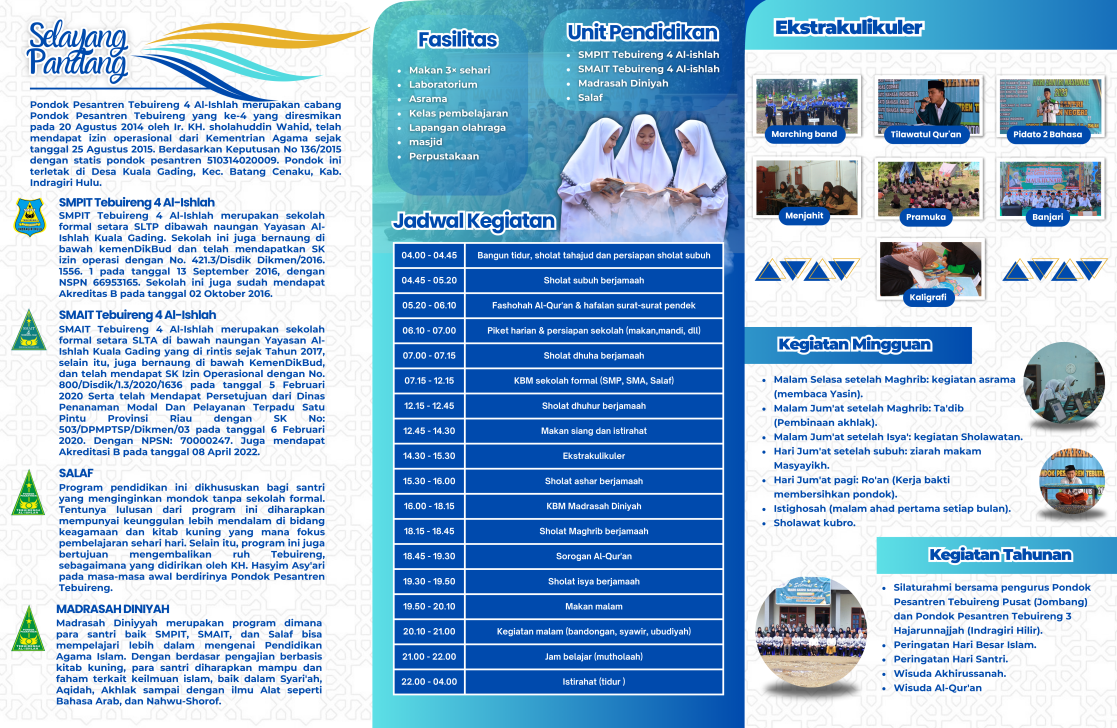 Selayang
Pandang
Pondok Pesantren Tebuireng 4 Al-Ishlah merupakan cabang
Pondok Pesantren Tebuireng yang ke-4 yang diresmikan
pada 20 Agustus 2014 oleh Ir. KH. sholahuddin Wahid, telah
mendapat izin operasional dari Kementrian Agama sejak
tanggal 25 Agustus 2015. Berdasarkan Keputusan No 136/2015
dengan statis pondok pesantren 510314020009. Pondok ini
terletak di Desa Kuala Gading, Kec. Batang Cenaku, Kab.
Indragiri Hulu.
SMPIT Tebuireng 4 Al-Ishlah
SMPIT Tebuireng 4 Al-Ishlah merupakan sekolah
formal setara SLTP dibawah naungan Yayasan Al-
Ishlah Kuala Gading. Sekolah ini juga bernaung di
bawah kemenDikBud dan telah mendapatkan SK
izin operasi dengan No. 421.3/Disdik Dikmen/2016.
1556. 1 pada tanggal 13 September 2016, dengan
NSPN 66953165. Sekolah ini juga sudah mendapat
Akreditas B pada tanggal 02 Oktober 2016.
SMAIT Tebuireng 4 Al-Ishlah
SMAIT Tebuireng 4 Al-Ishlah merupakan sekolah
formal setara SLTA di bawah naungan Yayasan Al-
Ishlah Kuala Gading yang di rintis sejak Tahun 2017,
selain itu, juga bernaung di bawah KemenDikBud,
dan telah mendapat SK Izin Operasional dengan No.
800/Disdik/1.3/2020/1636 pada tanggal 5 Februari
2020 Serta telah Mendapat Persetujuan dari Dinas
Penanaman Modal Dan Pelayanan Terpadu Satu
Pintu Provinsi Riau dengan SK No:
503/DPMPTSP/Dikmen/03 pada tanggal 6 Februari
2020. Dengan NPSN: 70000247. Juga mendapat
Akreditasi B pada tanggal 08 April 2022.
SALAF
Program pendidikan ini dikhususkan bagi santri
yang menginginkan mondok tanpa sekolah formal.
Tentunya lulusan dari program ini diharapkan
mempunyai keunggulan lebih mendalam di bidang
keagamaan dan kitab kuning yang mana fokus
pembelajaran sehari hari. Selain itu, program ini juga
bertujuan mengembalikan ruh Tebuireng,
sebagaimana yang didirikan oleh KH. Hasyim Asy'ari
pada masa-masa awal berdirinya Pondok Pesantren
Tebuireng.
MADRASAH DINIYAH
Madrasah Diniyyah merupakan program dimana
para santri baik SMPIT, SMAIT, dan Salaf bisa
mempelajari lebih dalam mengenai Pendidikan
Agama Islam. Dengan berdasar pengajian berbasis
kitab kuning, para santri diharapkan mampu dan
faham terkait keilmuan islam, baik dalam Syari'ah,
Aqidah, Akhlak sampai dengan ilmu Alat seperti
Bahasa Arab, dan Nahwu-Shorof.
Fasilitas
• Makan 3× sehari
• Laboratorium
• Asrama
• Kelas pembelajaran
• Lapangan olahraga
• masjid
• Perpustakaan
Unit Pendidikan
• SMPIT Tebuireng 4 Al-ishlah
• SMAIT Tebuireng 4 Al-ishlah
• Madrasah Diniyah
• Salaf
Jadwal Kegiatan
04.00 - 04.45 Bangun tidur, sholat tahajud dan persiapan sholat subuh
04.45 - 05.20 Sholat subuh berjamaah
05.20 - 06.10 Fashohah Al-Qur'an & hafalan surat-surat pendek
06.10 - 07.00 Piket harian & persiapan sekolah (makan,mandi, dll)
07.00 - 07.15 Sholat dhuha berjamaah
07.15 - 12.15 KBM sekolah formal (SMP, SMA, Salaf)
12.15 - 12.45 Sholat dhuhur berjamaah
12.45 - 14.30 Makan siang dan istirahat
14.30 - 15.30 Ekstrakulikuler
15.30 - 16.00 Sholat ashar berjamaah
16.00 - 18.15 KBM Madrasah Diniyah
18.15 - 18.45 Sholat Maghrib berjamaah
18.45 - 19.30 Sorogan Al-Qur'an
19.30 - 19.50 Sholat isya berjamaah
19.50 - 20.10 Makan malam
20.10 - 21.00 Kegiatan malam (bandongan, syawir, ubudiyah)
21.00 - 22.00 Jam belajar (mutholaah)
22.00 - 04.00 Istirahat (tidur )
Ekstrakulikuler
Marching band
Tilawatul Qur'an
Pidato 2 Bahasa
Menjahit
Pramuka
Banjari
Kaligrafi
Kegiatan Mingguan
• Malam Selasa setelah Maghrib: kegiatan asrama
(membaca Yasin).
• Malam Jum'at setelah Maghrib: Ta'dib
(Pembinaan akhlak).
• Malam Jum'at setelah Isya': kegiatan Sholawatan.
• Hari Jum'at setelah subuh: ziarah makam
Masyayikh.
• Hari Jum'at pagi: Ro'an (Kerja bakti
membersihkan pondok).
• Istighosah (malam ahad pertama setiap bulan).
• Sholawat kubro.
Kegiatan Tahunan
• Silaturahmi bersama pengurus Pondok
Pesantren Tebuireng Pusat (Jombang)
dan Pondok Pesantren Tebuireng 3
Hajarunnajjah (Indragiri Hilir).
• Peringatan Hari Besar Islam.
• Peringatan Hari Santri.
• Wisuda Akhirussanah.
• Wisuda Al-Qur'an